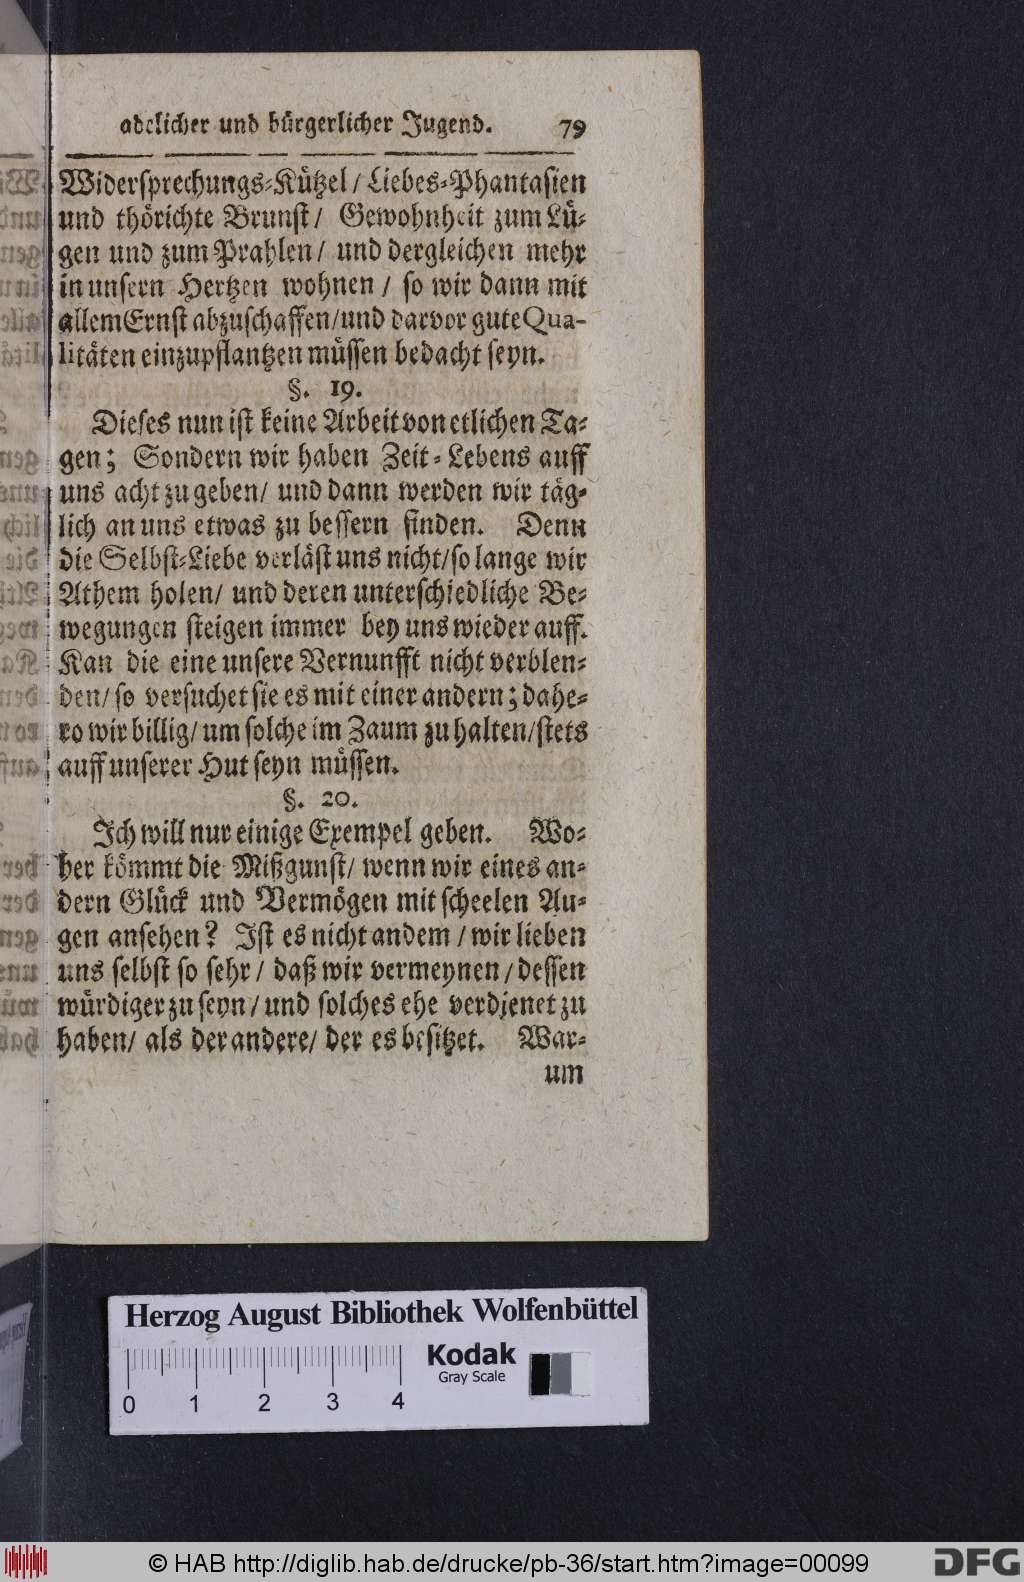 adelicher und bürgerlicher Jugend. 79
Widersprechungs-Kützel / Liebes-Phantasien
und thörichte Brunst / Gewohnheit zum Lü-
gen und zum Prahlen / und dergleichen mehr
in unsern Hertzen wohnen / so wir dann mit
allem Ernst abzuschaffen / und darvor gute Qua-
litäten einzupflantzen müssen bedacht seyn.
§. 19.
Dieses nun ist keine Arbeit von etlichen Ta-
gen; Sondern wir haben Zeit-Lebens auff
uns acht zu geben / und dann werden wir täg-
lich an uns etwas zu bessern finden. Denn
die Selbst-Liebe verläst uns nicht / so lange wir
Athem holen / und deren unterschiedliche Be-
wegungen steigen immer bey uns wieder auff.
Kan die eine unsere Vernunfft nicht verblen-
den / so versuchet sie es mit einer andern; dahe-
ro wir billig / um solche im Zaum zu halten / stets
auff unserer Hut seyn müssen.
§. 20.
Ich will nur einige Exempel geben. Wo-
her kömmt die Mißgunst / wenn wir eines an-
dern Glück und Vermögen mit scheelen Au-
gen ansehen? Ist es nicht andem / wir lieben
uns selbst so sehr / daß wir vermeynen / dessen
würdiger zu seyn / und solches ehe verdienet zu
haben / als der andere / der es besitzet. War-
um
Herzog August Bibliothek Wolfenbüttel
Kodak
Gray Scale
0 1 2 3 4
© HAB http://diglib.hab.de/drucke/pb-36/start.htm?image=00099
DFG